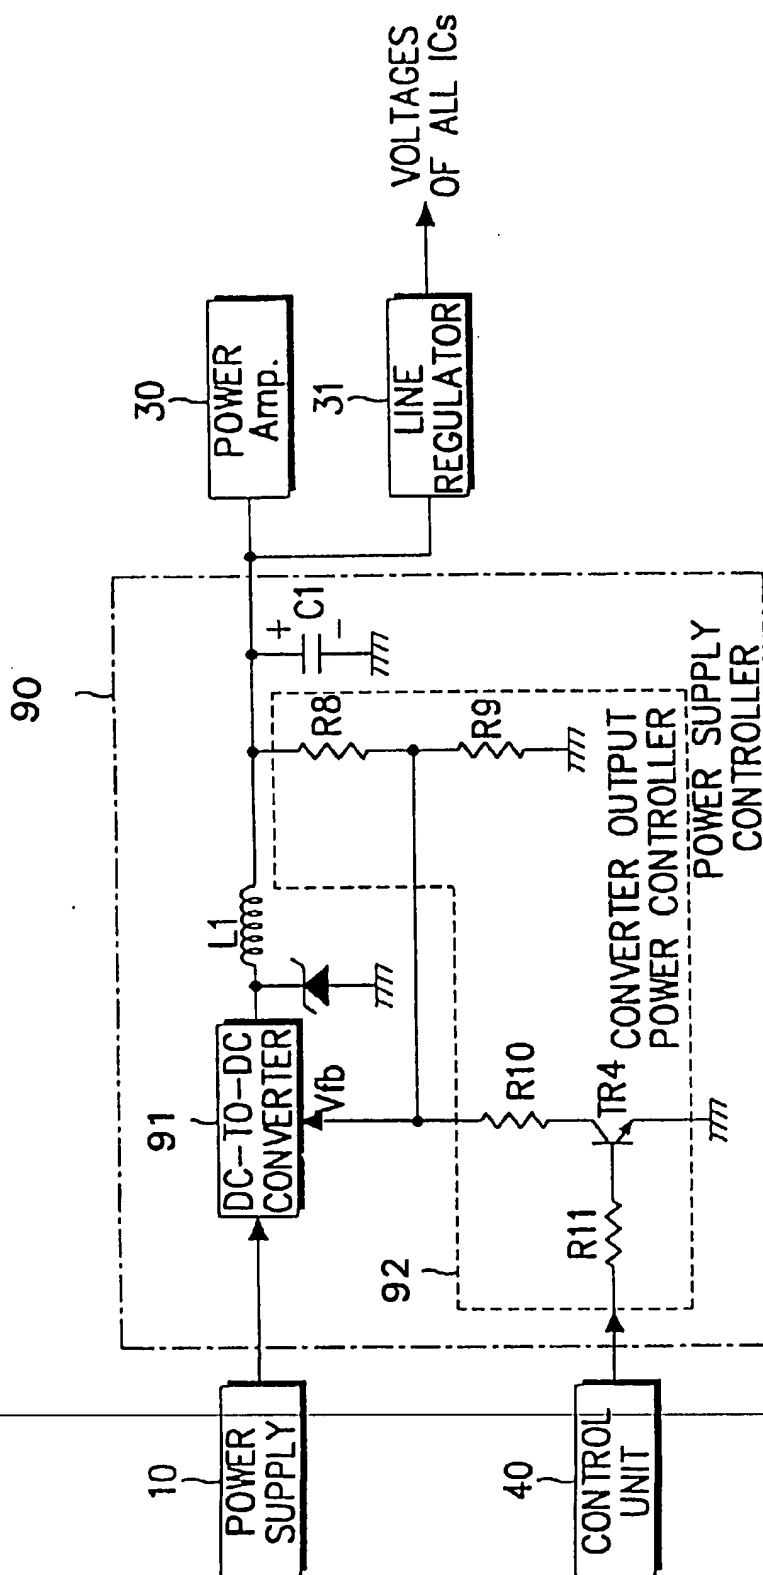 90
10
POWER
SUPPLY
91
DC-TO-DC
CONVERTER
Vfb
L1
+
C1
-
30
POWER
Amp.
31
LINE
REGULATOR
VOLTAGES
OF ALL ICs
R8
R9
92
R10
TR4
R11
CONVERTER OUTPUT
POWER CONTROLLER
POWER SUPPLY
CONTROLLER
40
CONTROL
UNIT